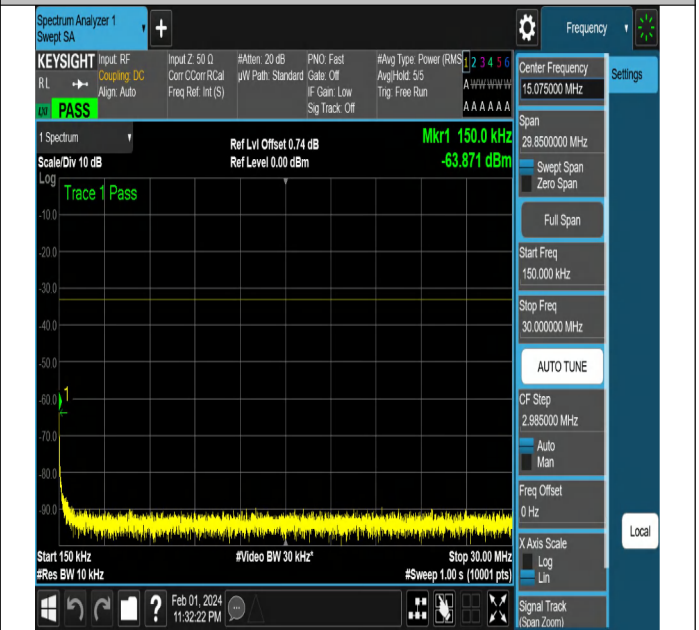 Spectrum Analyzer 1
Swept SA
+
Frequency
KEYSIGHT
Input: RF
Coupling: DC
Align: Auto
Input Z: 50 Ω
Corr CCorr RCal
Freq Ref: Int (S)
#Atten: 20 dB
µW Path: Standard
PNO: Fast
Gate: Off
IF Gain: Low
Sig Track: Off
#Avg Type: Power (RMS
Avg|Hold: 5/5
Trig: Free Run
1 2 3 4 5 6
A W W W W W
A A A A A A
RL
PASS
Center Frequency
15.075000 MHz
Settings
Span
29.8500000 MHz
Swept Span
Zero Span
Full Span
Start Freq
150.000 kHz
Stop Freq
30.000000 MHz
AUTO TUNE
CF Step
2.985000 MHz
Auto
Man
Freq Offset
0 Hz
X Axis Scale
Log
Lin
Local
Signal Track
(Span Zoom)
1 Spectrum
Scale/Div 10 dB
Ref Lvl Offset 0.74 dB
Ref Level 0.00 dBm
Mkr1 150.0 kHz
-63.871 dBm
Log
Trace 1 Pass
-10.0
-20.0
-30.0
-40.0
-50.0
-60.0
1
-70.0
-80.0
-90.0
Start 150 kHz
#Video BW 30 kHz*
Stop 30.00 MHz
#Res BW 10 kHz
#Sweep 1.00 s (10001 pts)
?
Feb 01, 2024
11:32:22 PM